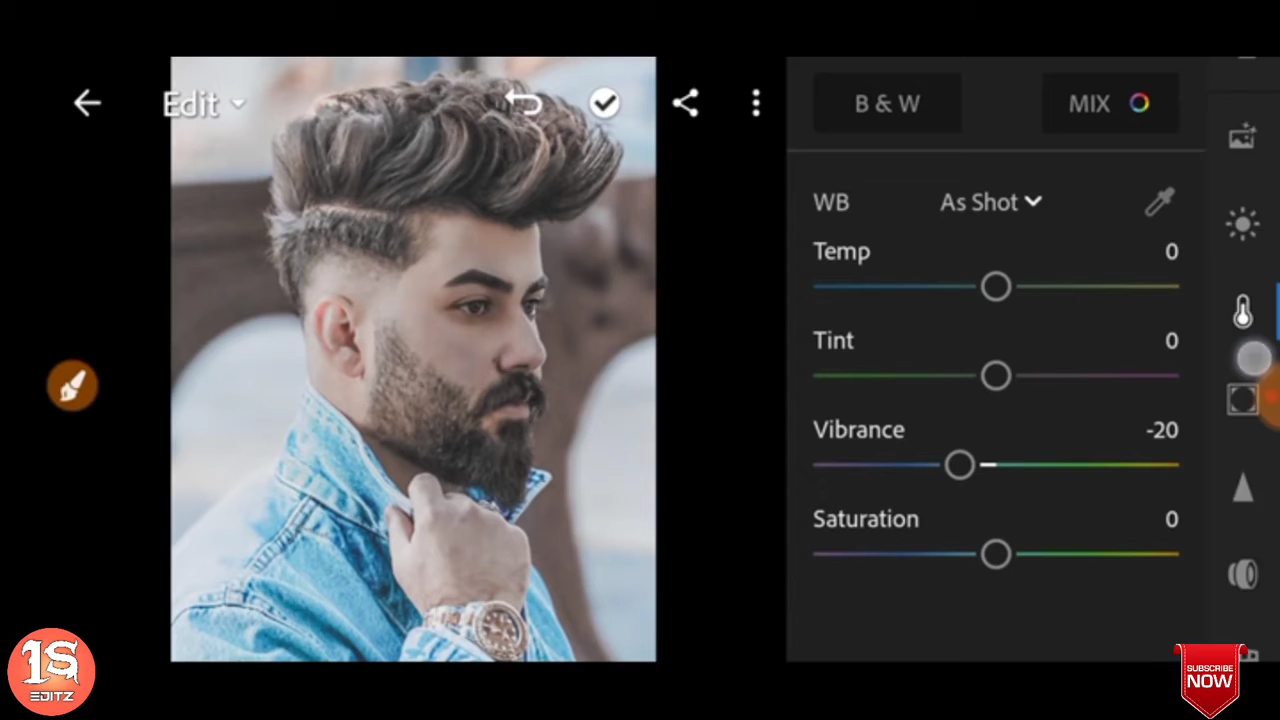 Edit
B & W
MIX
WB As Shot
Temp 0
Tint 0
Vibrance -20
Saturation 0
1S
EDITZ
SUBSCRIBE
NOW